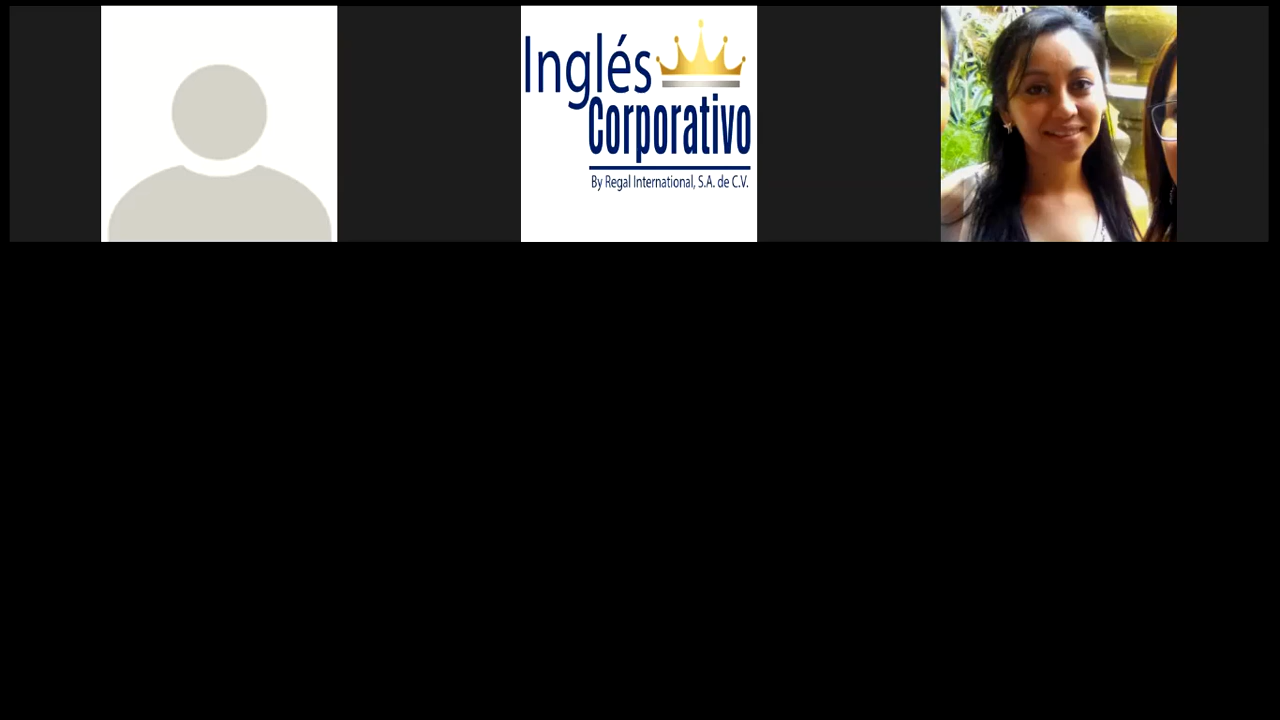 Inglés
Corporativo
By Regal International, S.A. de C.V.